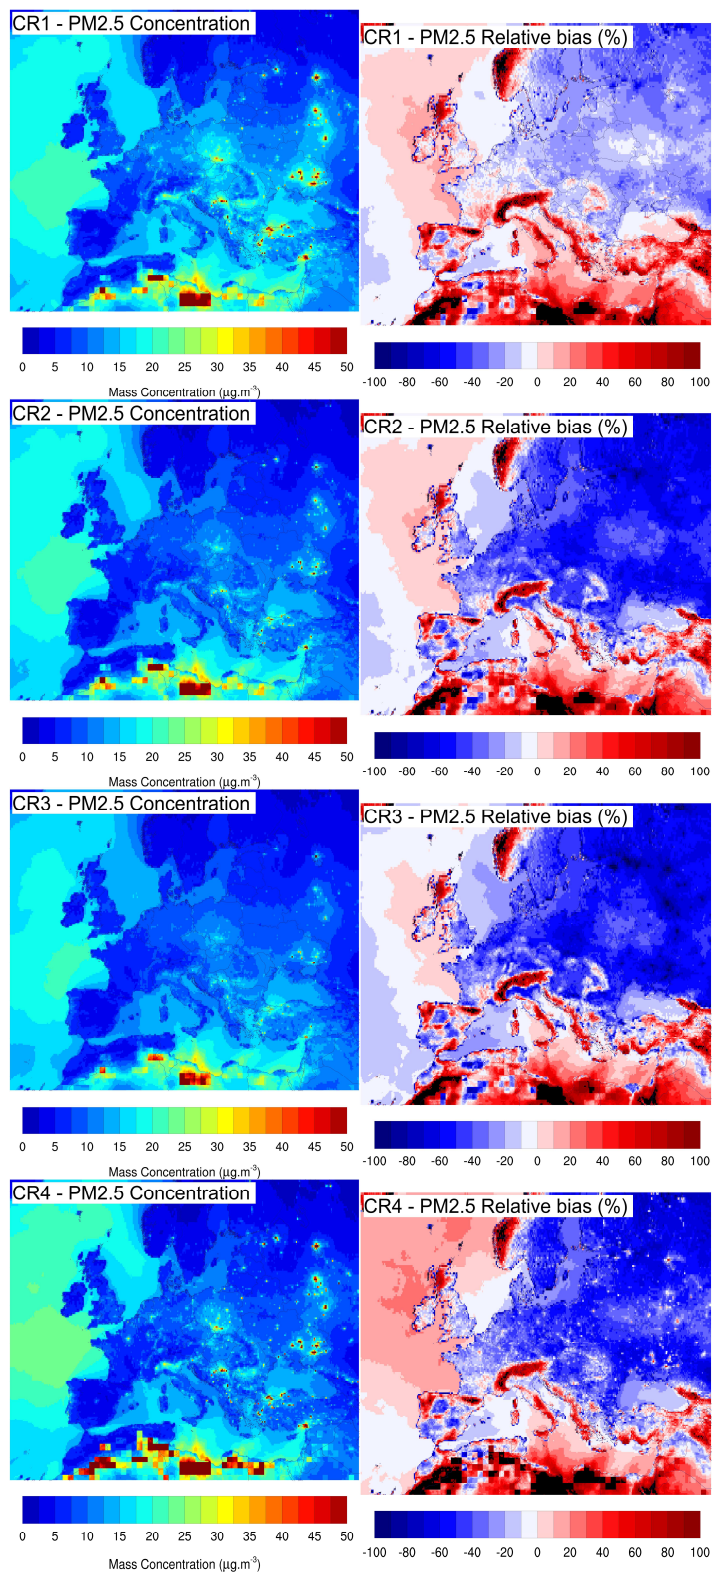 CR1 - PM2.5 Concentration
CR1 - PM2.5 Relative bias (%)
0 5 10 15 20 25 30 35 40 45 50
Mass Concentration (µg.m-3)
-100 -80 -60 -40 -20 0 20 40 60 80 100
CR2 - PM2.5 Concentration
CR2 - PM2.5 Relative bias (%)
0 5 10 15 20 25 30 35 40 45 50
Mass Concentration (µg.m-3)
-100 -80 -60 -40 -20 0 20 40 60 80 100
CR3 - PM2.5 Concentration
CR3 - PM2.5 Relative bias (%)
0 5 10 15 20 25 30 35 40 45 50
Mass Concentration (µg.m-3)
-100 -80 -60 -40 -20 0 20 40 60 80 100
CR4 - PM2.5 Concentration
CR4 - PM2.5 Relative bias (%)
0 5 10 15 20 25 30 35 40 45 50
Mass Concentration (µg.m-3)
-100 -80 -60 -40 -20 0 20 40 60 80 100